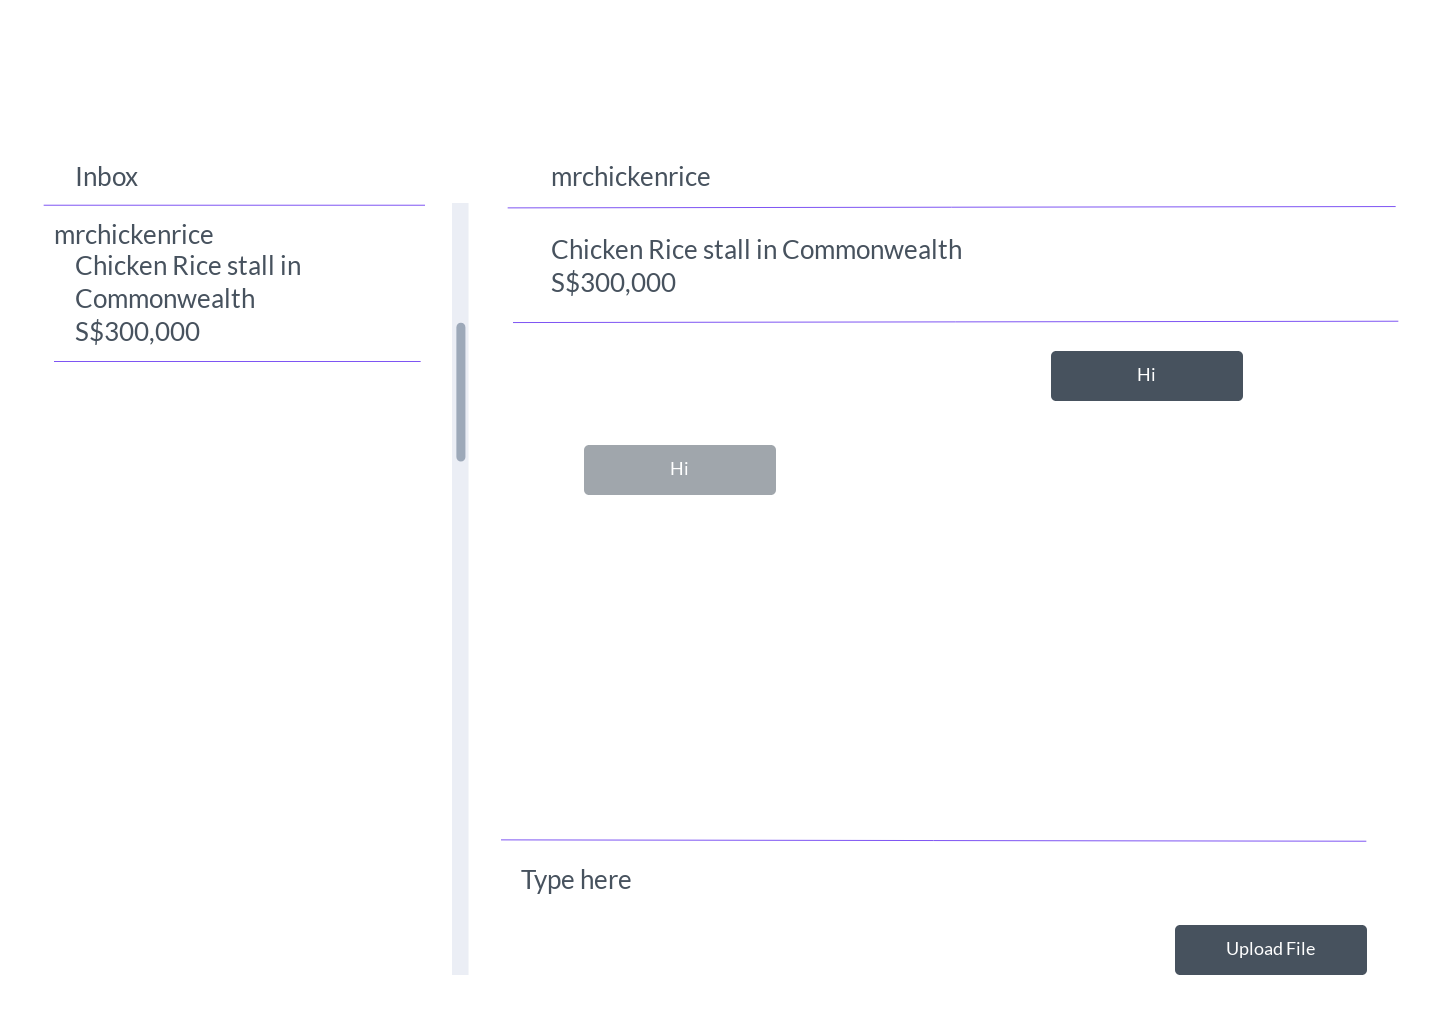 Inbox
mrchickenrice
Chicken Rice stall in
Commonwealth
S$300,000
mrchickenrice
Chicken Rice stall in Commonwealth
S$300,000
Hi
Hi
Type here
Upload File